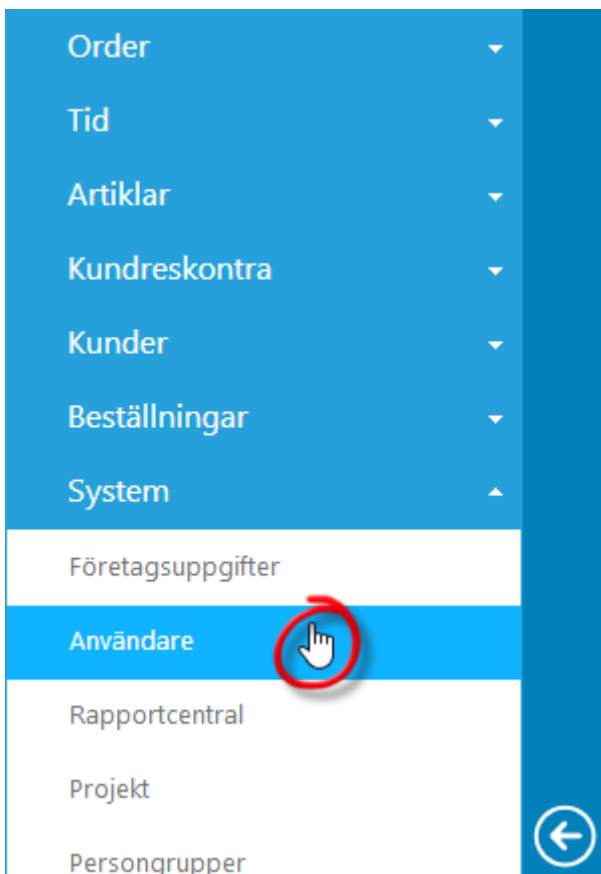 Order
Tid
Artiklar
Kundreskontra
Kunder
Beställningar
System
Företagsuppgifter
Användare
Rapportcentral
Projekt
Persongrupper